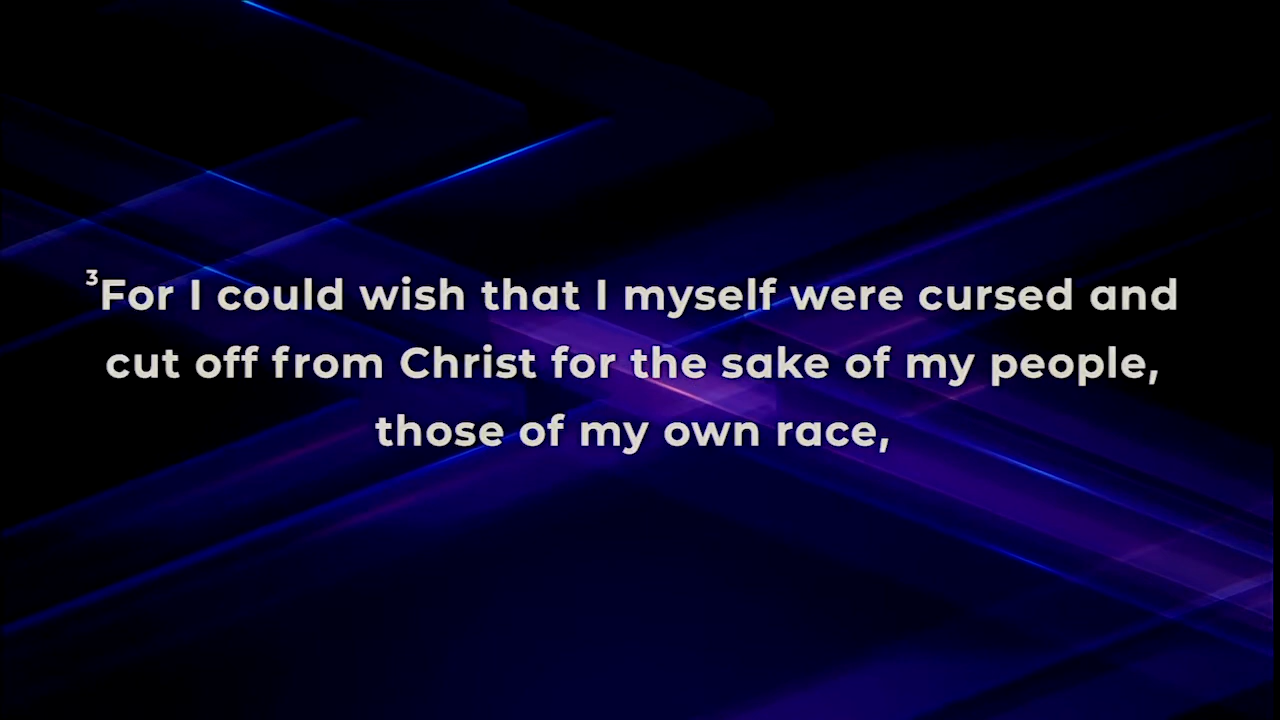 ³For I could wish that I myself were cursed and
cut off from Christ for the sake of my people,
those of my own race,